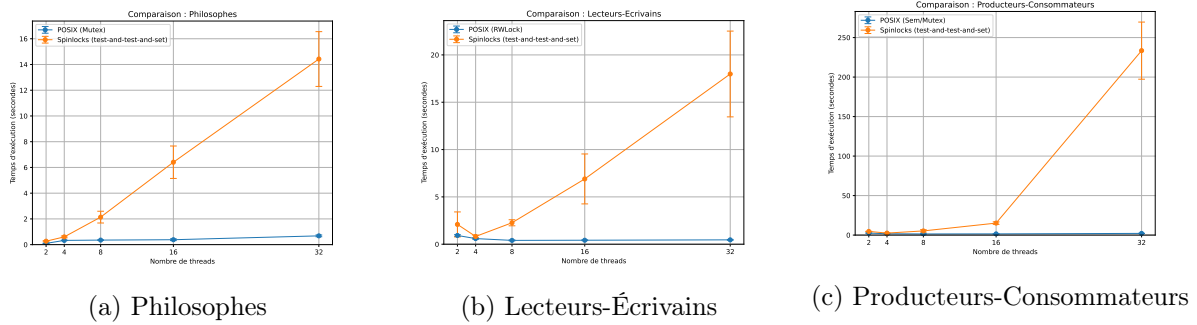 Comparaison : Philosophes
POSIX (Mutex)
Spinlocks (test-and-test-and-set)
Temps d'exécution (secondes)
16
14
12
10
8
6
4
2
0
2 4 8 16 32
Nombre de threads
(a) Philosophes
Comparaison : Lecteurs-Ecrivains
POSIX (RWLock)
Spinlocks (test-and-test-and-set)
Temps d'exécution (secondes)
20
15
10
5
0
2 4 8 16 32
Nombre de threads
(b) Lecteurs-Écrivains
Comparaison : Producteurs-Consommateurs
POSIX (Sem/Mutex)
Spinlocks (test-and-test-and-set)
Temps d'exécution (secondes)
250
200
150
100
50
0
2 4 8 16 32
Nombre de threads
(c) Producteurs-Consommateurs